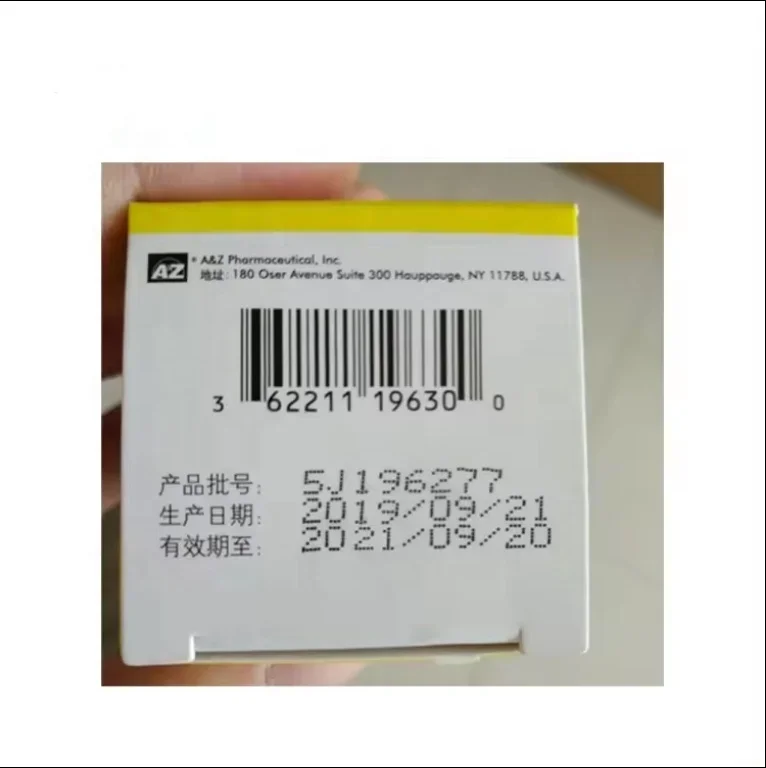 AZ ® A&Z Pharmaceutical, Inc.
地址: 180 Oser Avenue Suite 300 Hauppauge, NY 11788, U.S.A.
3 62211 19630 0
产品批号: 5J196277
生产日期: 2019/09/21
有效期至: 2021/09/20